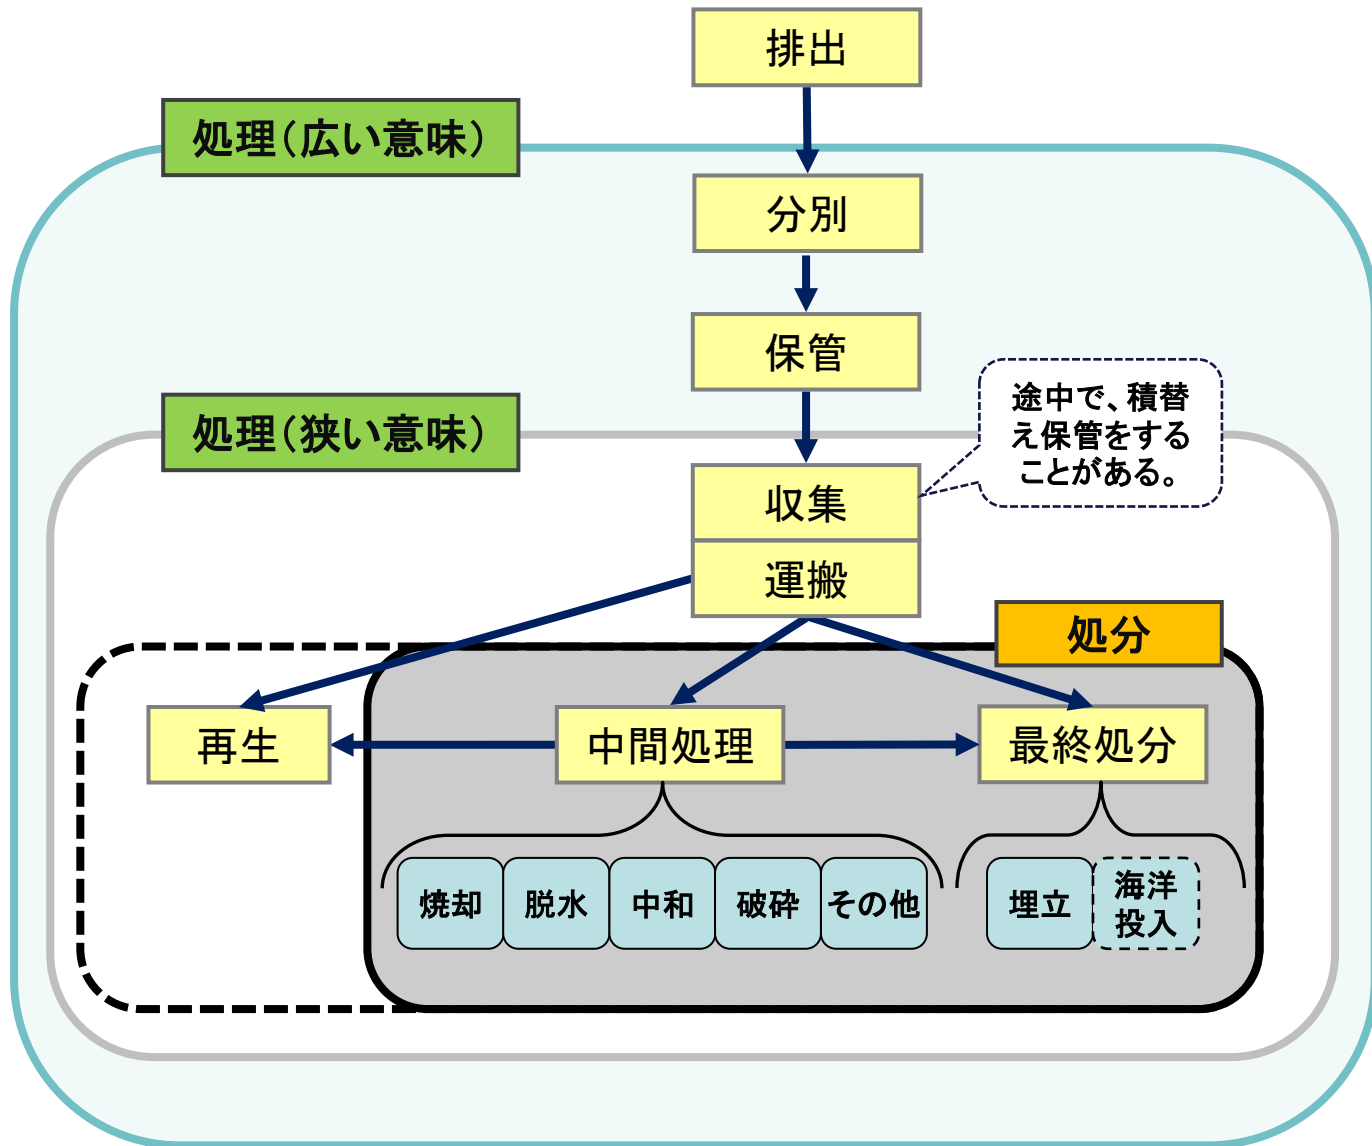 排出
処理（広い意味）
分別
保管
途中で、積替
え保管をする
ことがある。
処理（狭い意味）
収集
運搬
処分
再生
中間処理
最終処分
焼却
脱水
中和
破砕
その他
埋立
海洋
投入